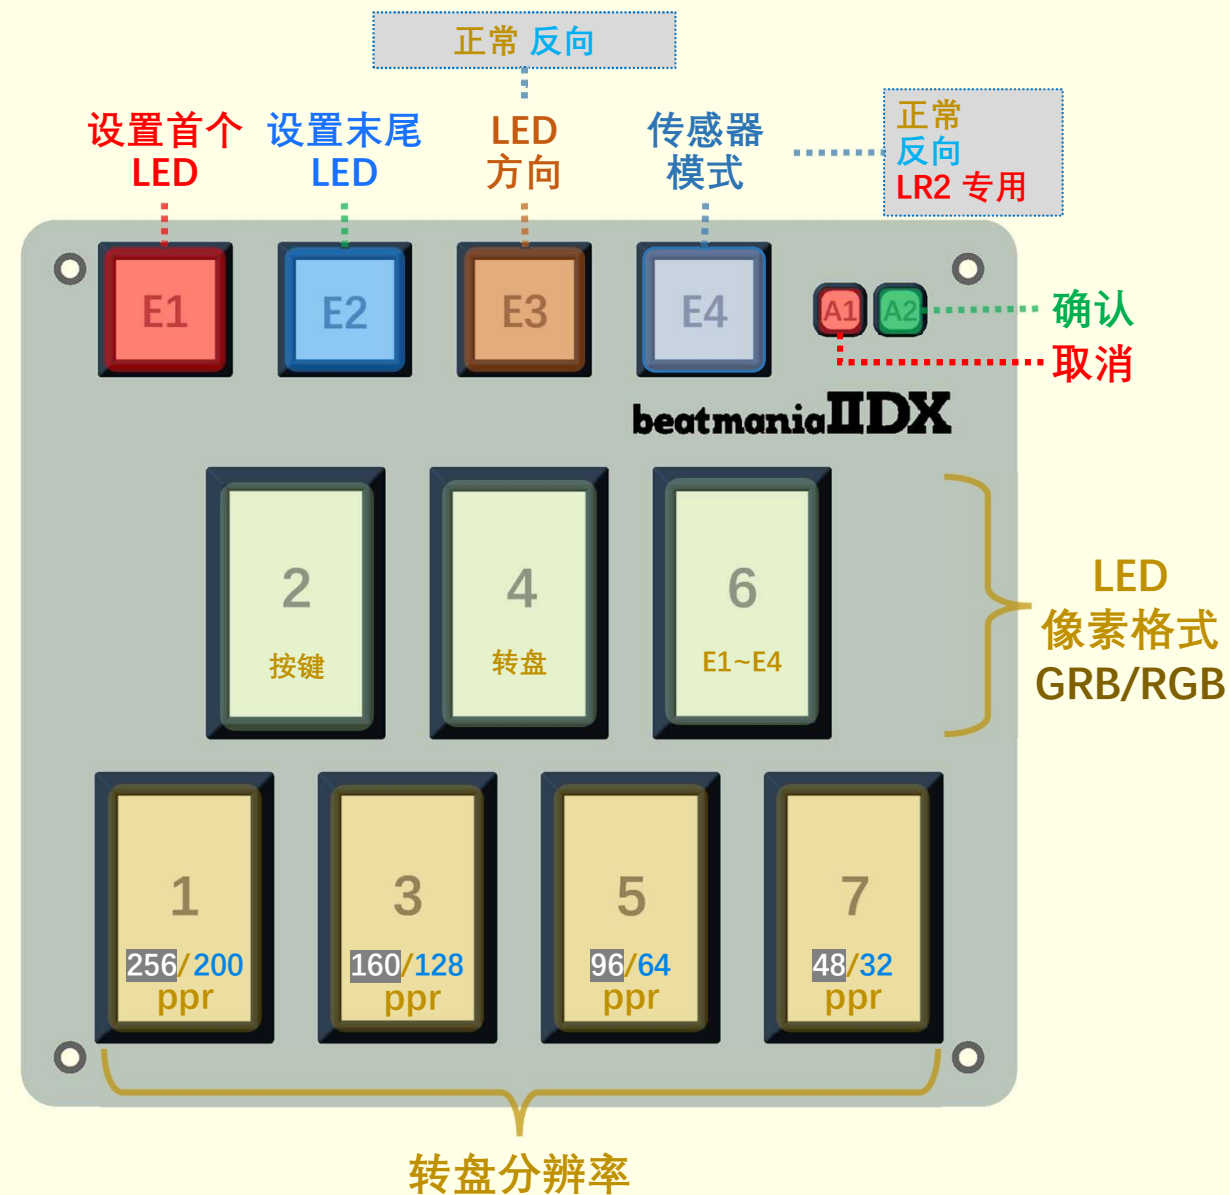 正常 反向
设置首个
LED
设置末尾
LED
LED
方向
传感器
模式
正常
反向
LR2 专用
E1
E2
E3
E4
A1
A2
确认
取消
beatmania IIDX
2
按键
4
转盘
6
E1~E4
LED
像素格式
GRB/RGB
1
256/200
ppr
3
160/128
ppr
5
96/64
ppr
7
48/32
ppr
转盘分辨率